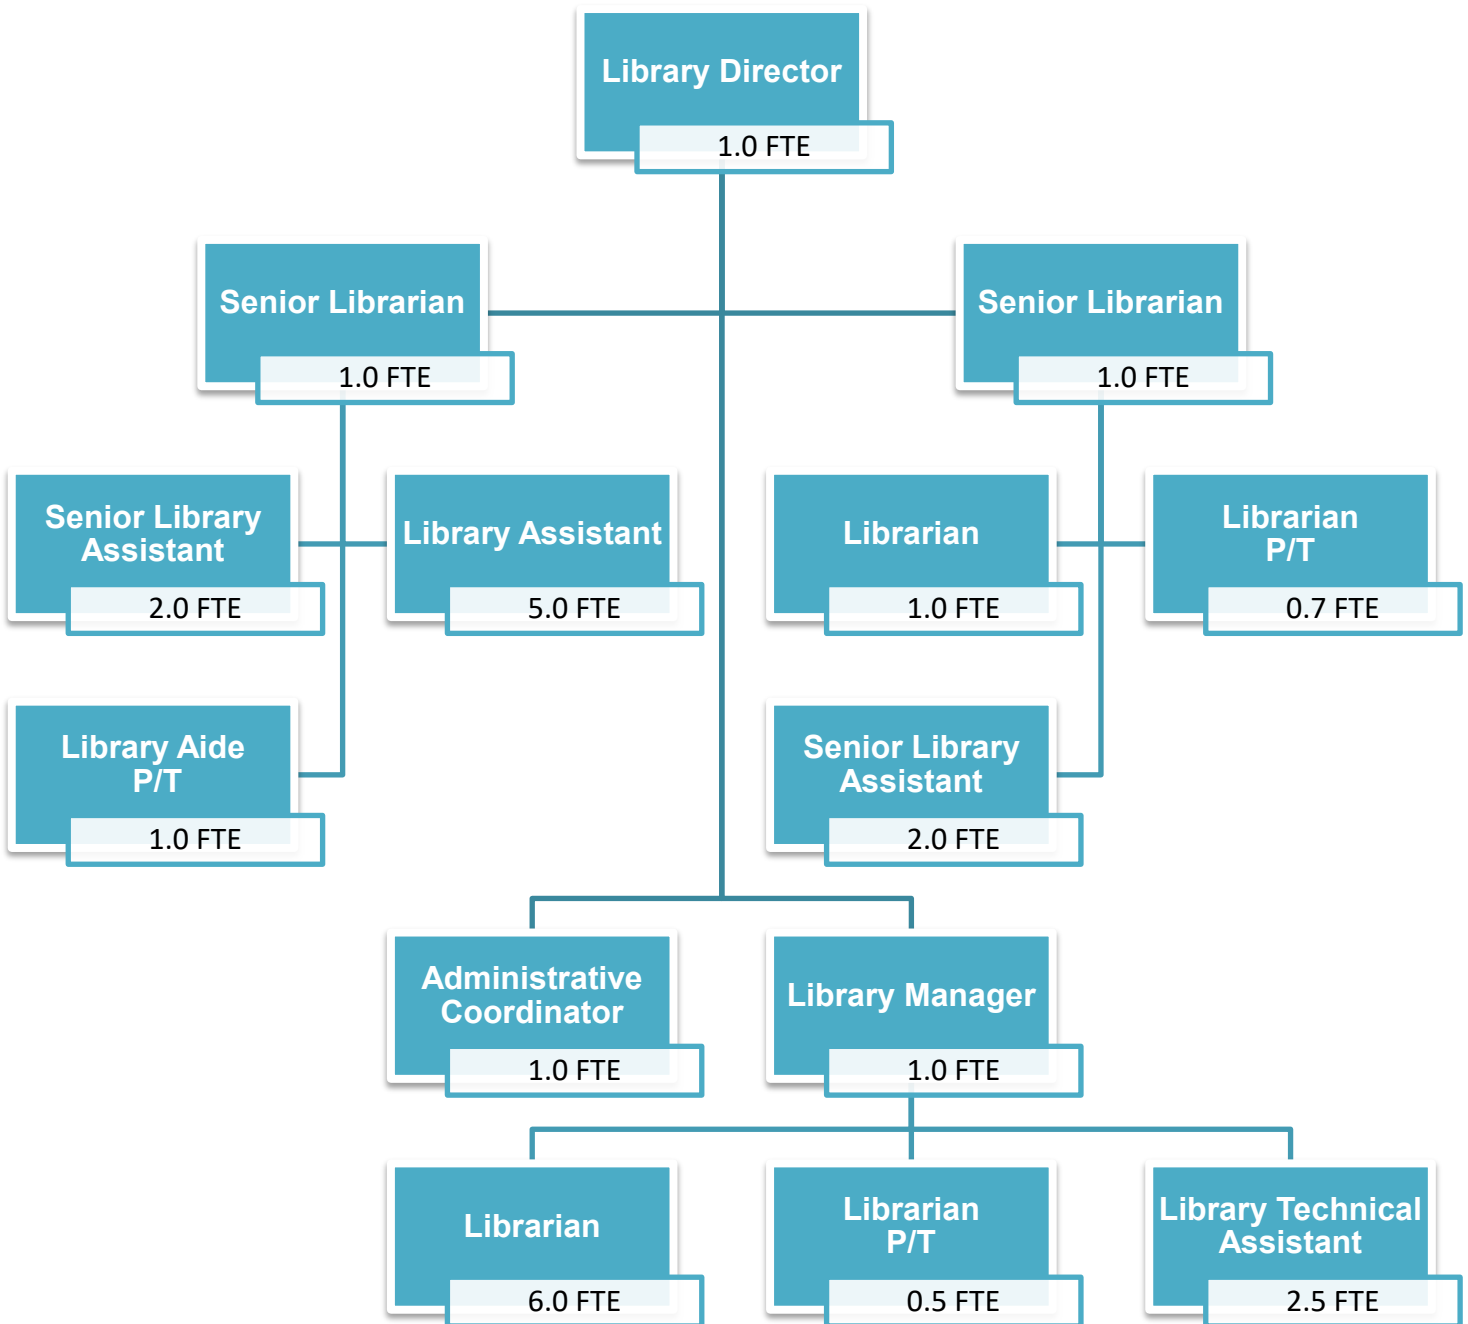 Library Director
1.0 FTE
Senior Librarian
1.0 FTE
Senior Librarian
1.0 FTE
Senior Library
Assistant
2.0 FTE
Library Assistant
5.0 FTE
Librarian
1.0 FTE
Librarian
P/T
0.7 FTE
Library Aide
P/T
1.0 FTE
Senior Library
Assistant
2.0 FTE
Administrative
Coordinator
1.0 FTE
Library Manager
1.0 FTE
Librarian
6.0 FTE
Librarian
P/T
0.5 FTE
Library Technical
Assistant
2.5 FTE